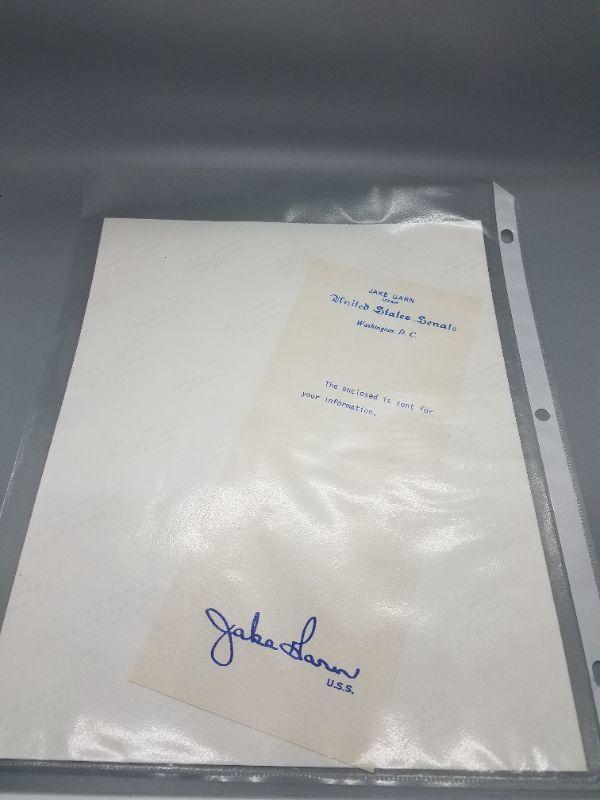 JAKE GARN
UTAH
United States Senate
Washington, D. C.
The enclosed is sent for
your information.
Jake Garn
U.S.S.